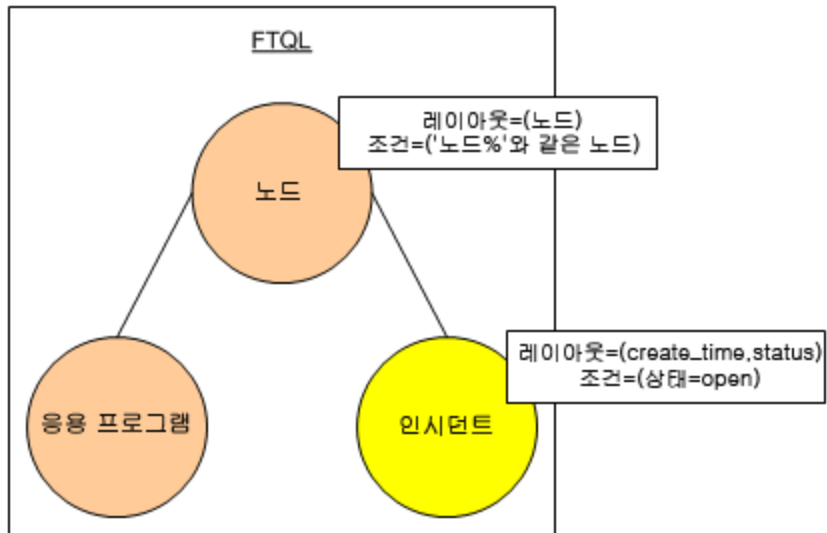 FTQL
레이아웃=(노드)
조건=('노드%'와 같은 노드)
노드
레이아웃=(create_time,status)
조건=(상태=open)
응용 프로그램
인시던트